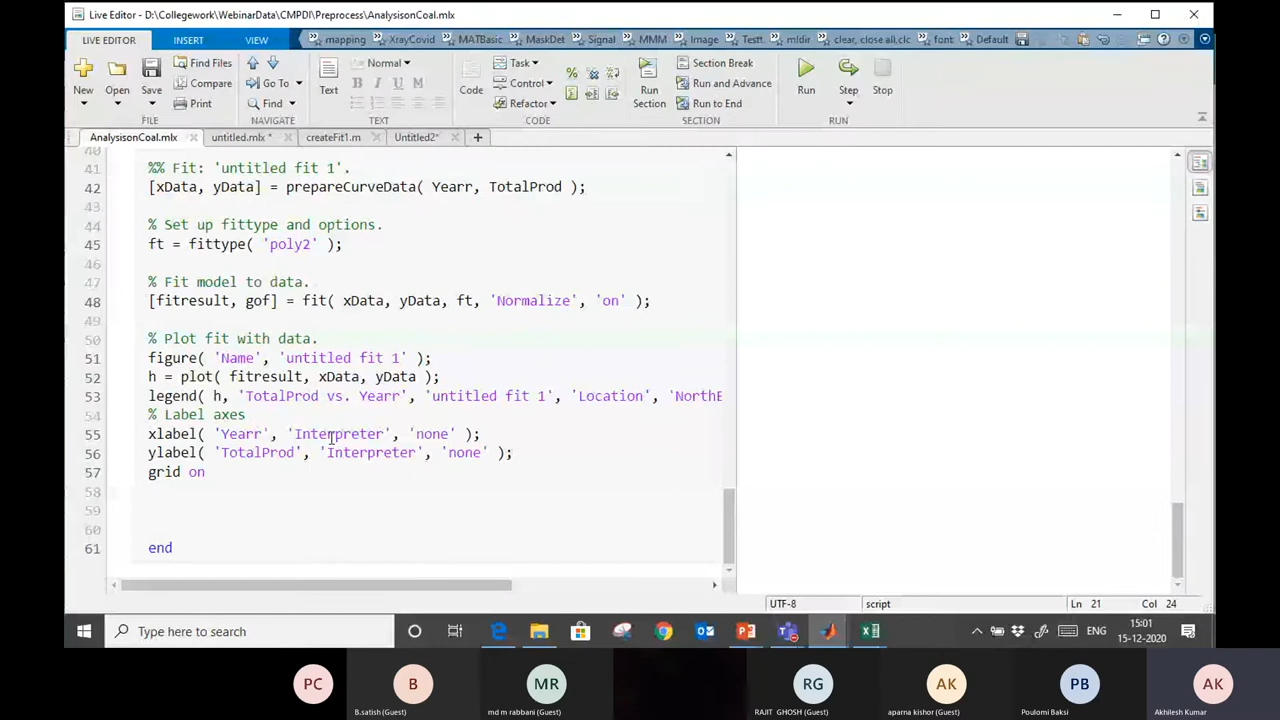 Live Editor - D:\Collegework\WebinarData\CMPDI\Preprocess\AnalysisonCoal.mlx
LIVE EDITOR INSERT VIEW mapping XrayCovid MATBasic MaskDet Signal MMM Image Testt mldir clear, close all,clc font Default
New Open Save Find Files Compare Print
Go To Find
Text Normal B I U M
Code Task Control Refactor
Run Section Section Break Run and Advance Run to End
Run Step Stop
FILE NAVIGATE TEXT CODE SECTION RUN
AnalysisonCoal.mlx untitled.mlx * createFit1.m Untitled2*
40
41 %% Fit: 'untitled fit 1'.
42 [xData, yData] = prepareCurveData( Yearr, TotalProd );
43
44 % Set up fittype and options.
45 ft = fittype( 'poly2' );
46
47 % Fit model to data.
48 [fitresult, gof] = fit( xData, yData, ft, 'Normalize', 'on' );
49
50 % Plot fit with data.
51 figure( 'Name', 'untitled fit 1' );
52 h = plot( fitresult, xData, yData );
53 legend( h, 'TotalProd vs. Yearr', 'untitled fit 1', 'Location', 'NorthE
54 % Label axes
55 xlabel( 'Yearr', 'Interpreter', 'none' );
56 ylabel( 'TotalProd', 'Interpreter', 'none' );
57 grid on
58
59
60
61 end
UTF-8 script Ln 21 Col 24
Type here to search
ENG 15:01
15-12-2020
PC B MR RG AK PB AK
B.satish (Guest) md m rabbani (Guest) RAJIT GHOSH (Guest) aparna kishor (Guest) Poulomi Baksi Akhilesh Kumar